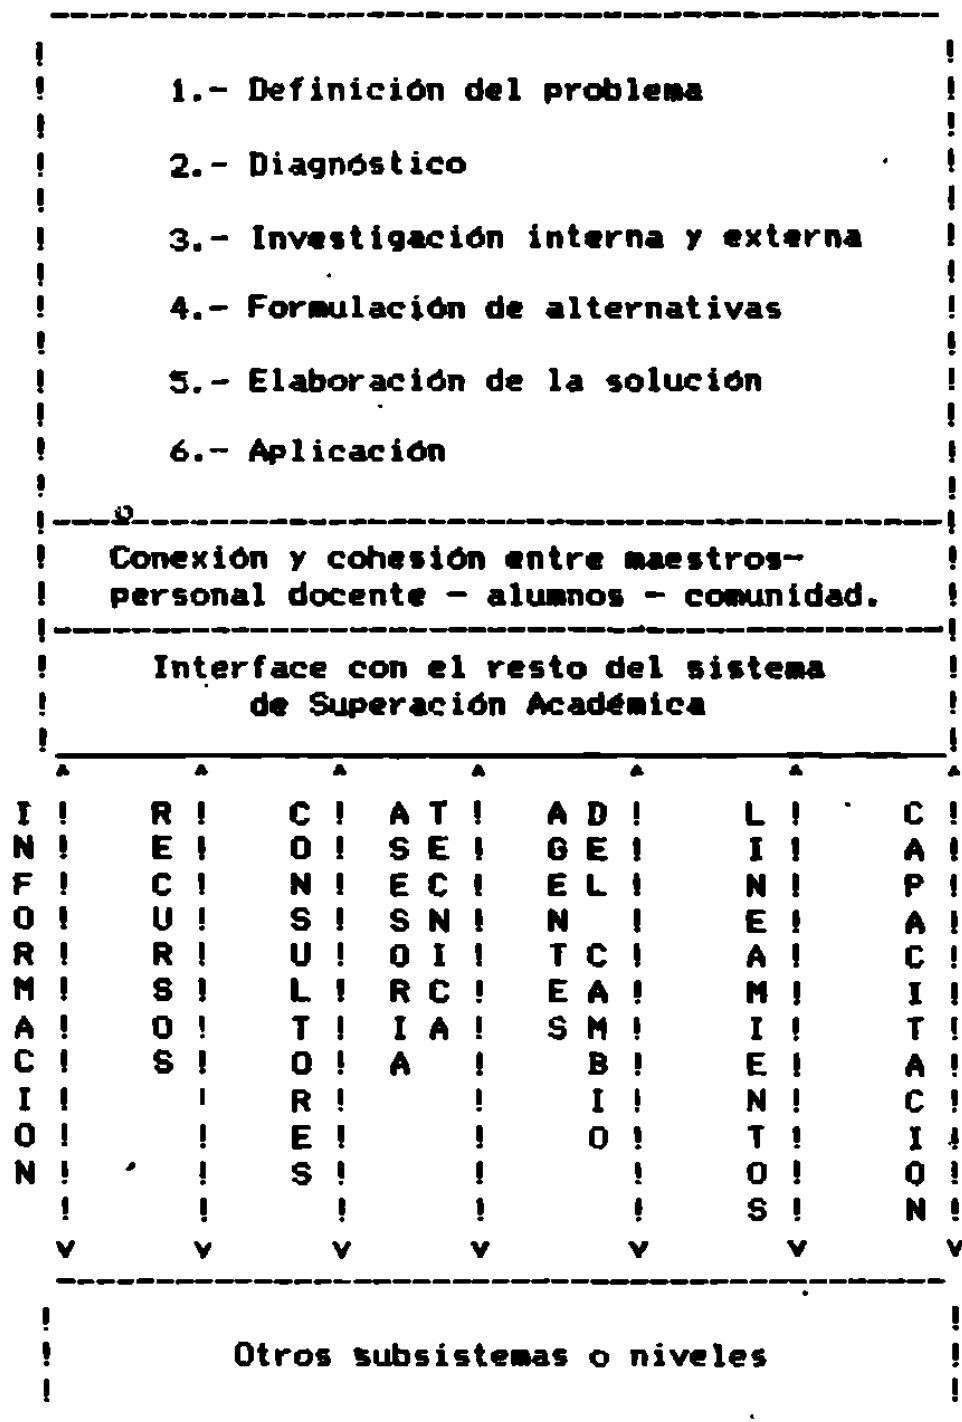 1.- Definición del problema
2.- Diagnóstico
3.- Investigación interna y externa
4.- Formulación de alternativas
5.- Elaboración de la solución
6.- Aplicación
Conexión y cohesión entre maestros-
personal docente - alumnos - comunidad.
Interface con el resto del sistema
de Superación Académica
INFORMACION
RECURSOS
CONSULTORES
ASESORIA
TECNICA
AGENTES
DEL CAMBIO
LINEAMIENTOS
CAPACITACION
Otros subsistemas o niveles